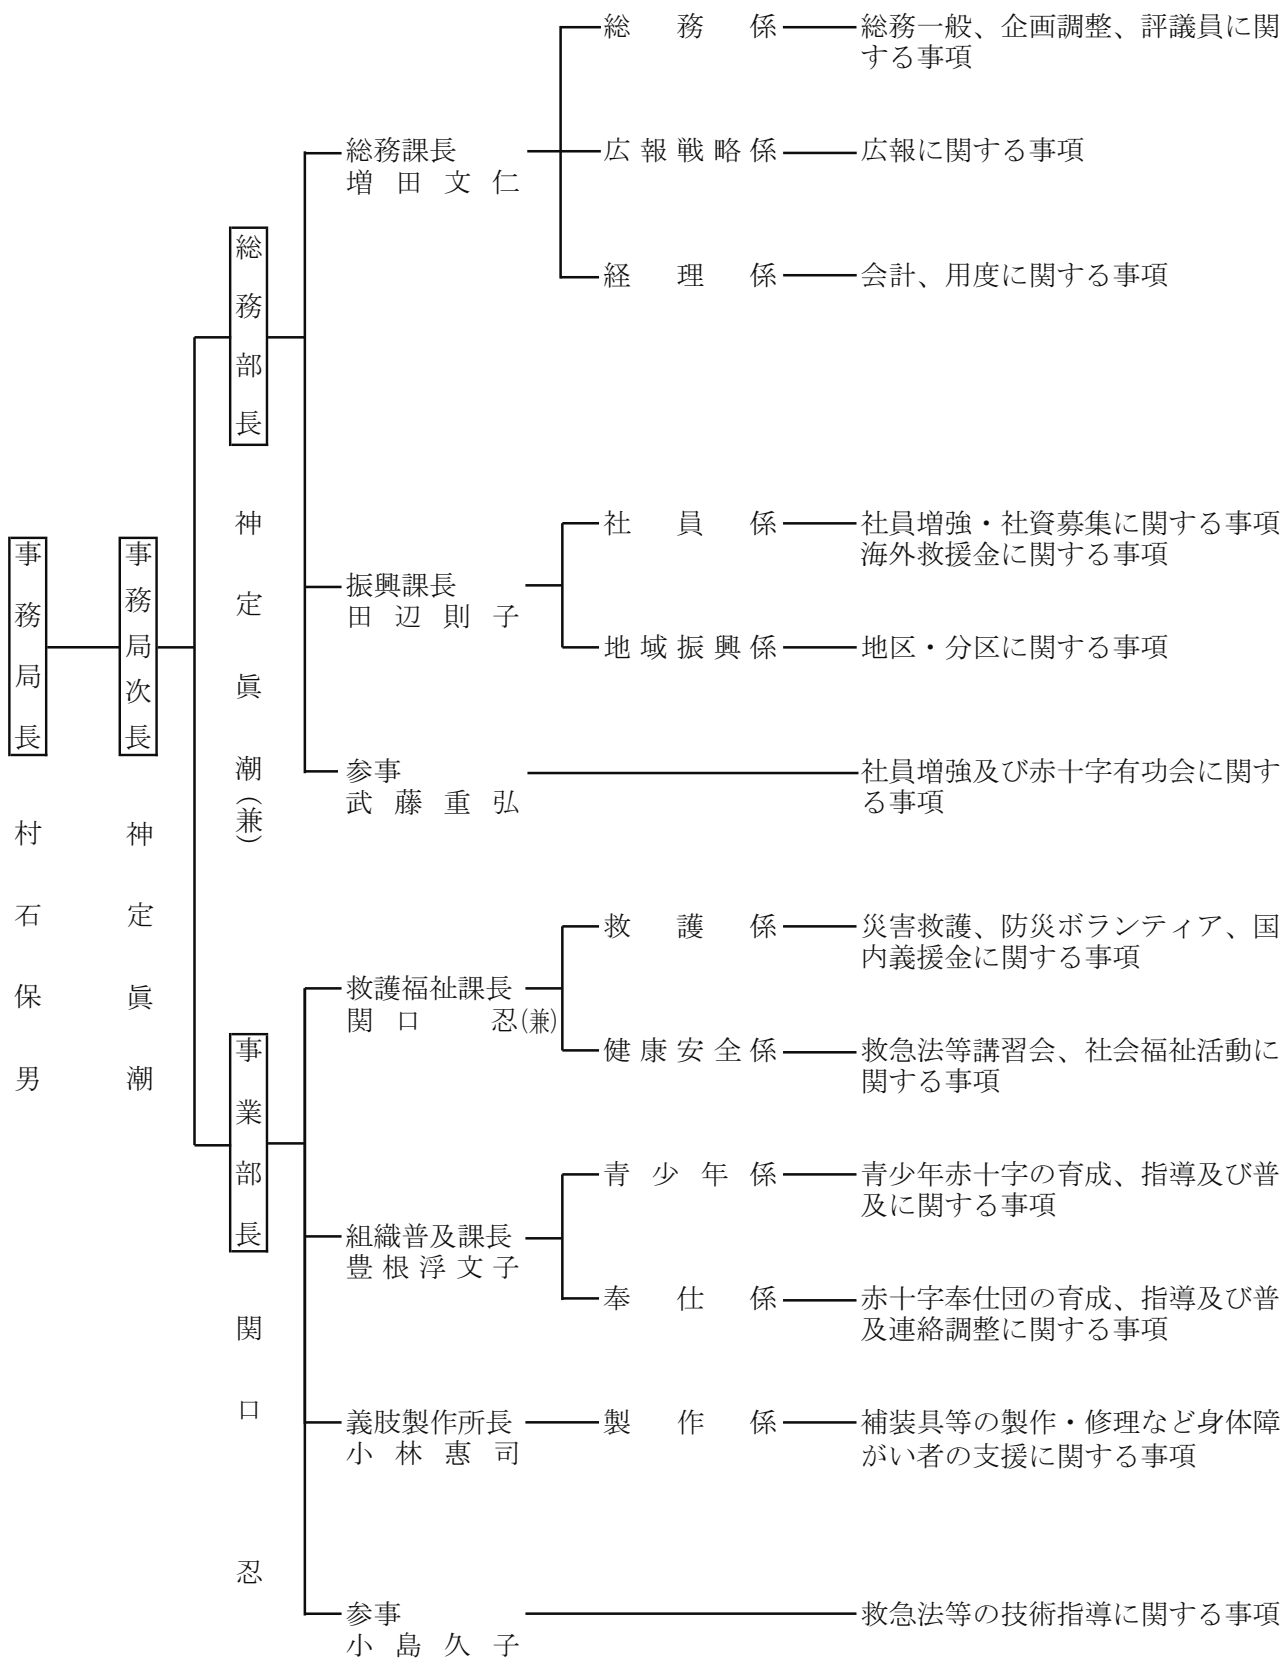 事務局長
村石保男
事務局次長
神定眞潮
総務部長
神定眞潮(兼)
総務課長
増田文仁
総務係
総務一般、企画調整、評議員に関
する事項
広報戦略係
広報に関する事項
経理係
会計、用度に関する事項
振興課長
田辺則子
社員係
社員増強・社資募集に関する事項
海外救援金に関する事項
地域振興係
地区・分区に関する事項
参事
武藤重弘
社員増強及び赤十字有功会に関す
る事項
事業部長
関口忍
救護福祉課長
関口忍(兼)
救護係
災害救護、防災ボランティア、国
内義援金に関する事項
健康安全係
救急法等講習会、社会福祉活動に
関する事項
組織普及課長
豊根浮文子
青少年係
青少年赤十字の育成、指導及び普
及に関する事項
奉仕係
赤十字奉仕団の育成、指導及び普
及連絡調整に関する事項
義肢製作所長
小林惠司
製作係
補装具等の製作・修理など身体障
がい者の支援に関する事項
参事
小島久子
救急法等の技術指導に関する事項